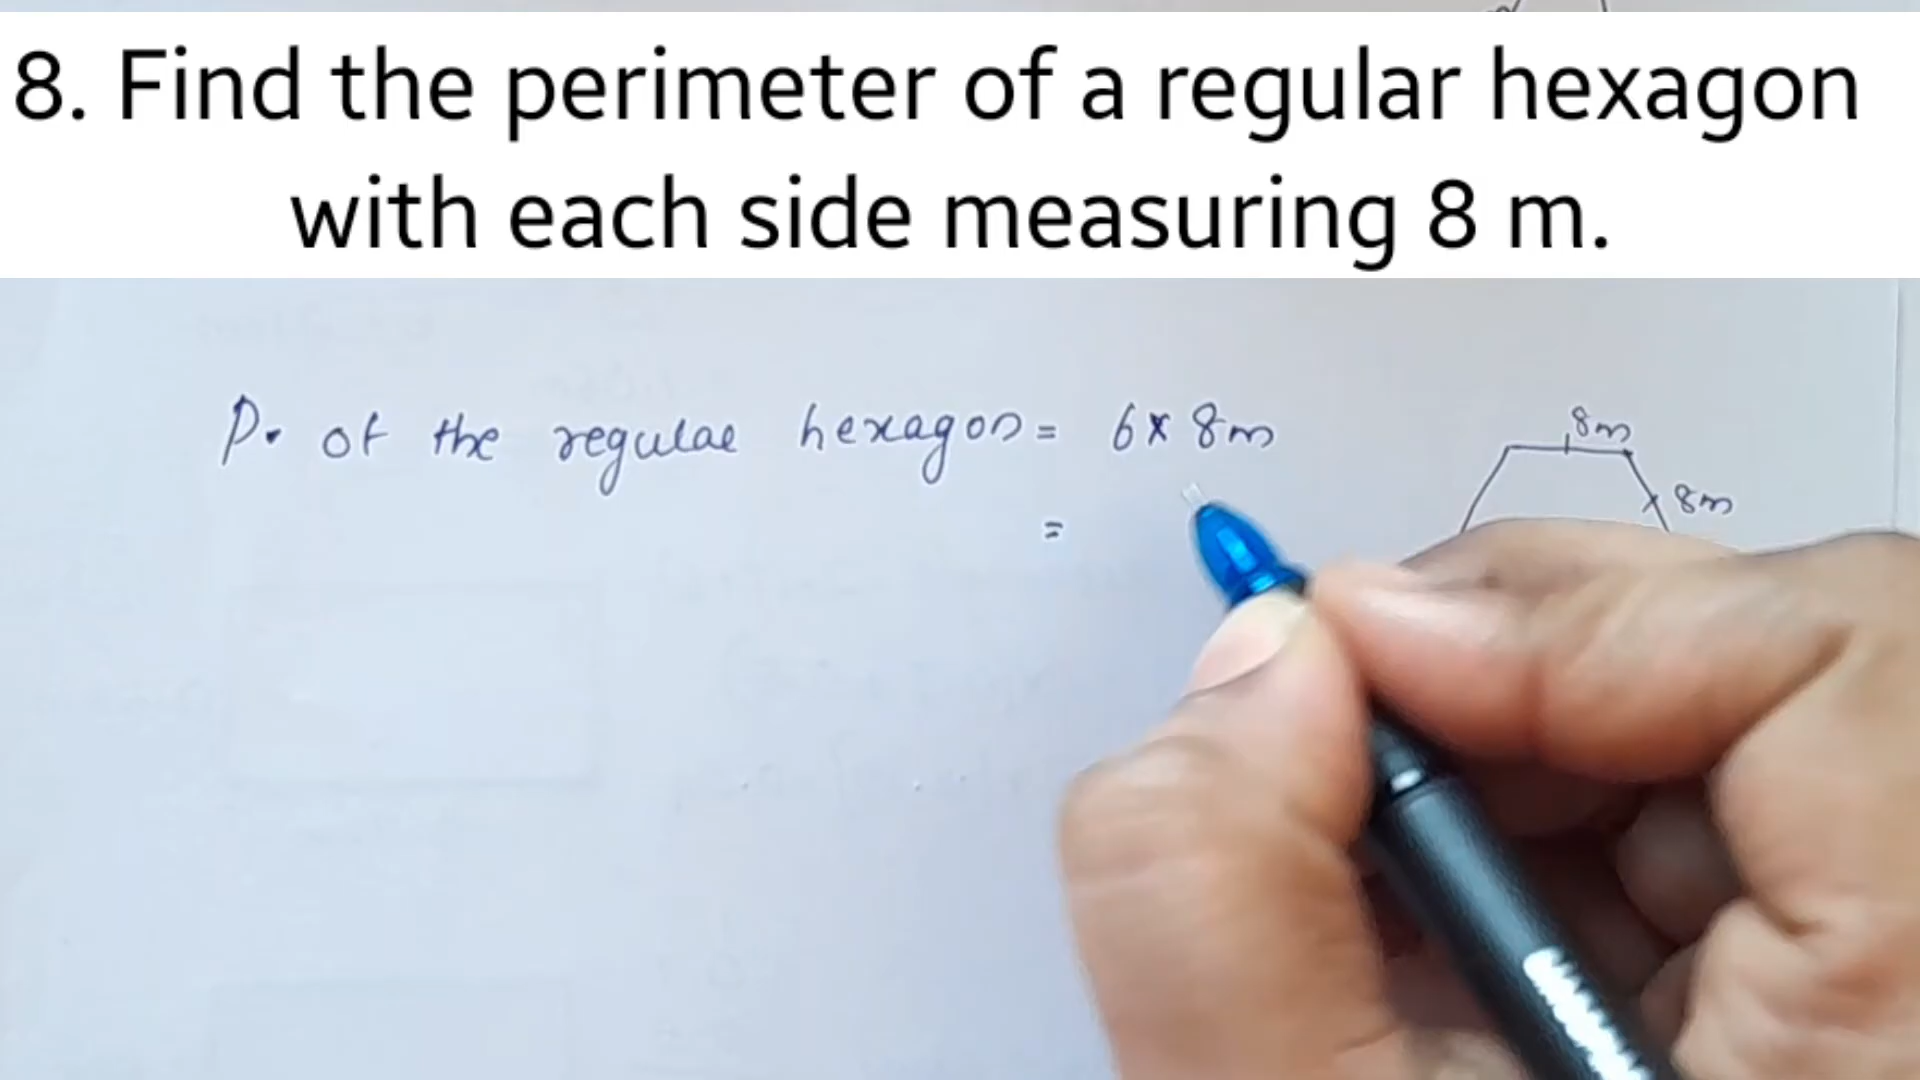 8. Find the perimeter of a regular hexagon
with each side measuring 8 m.
P. of the regular hexagon = 6 × 8m
=
8m
8m